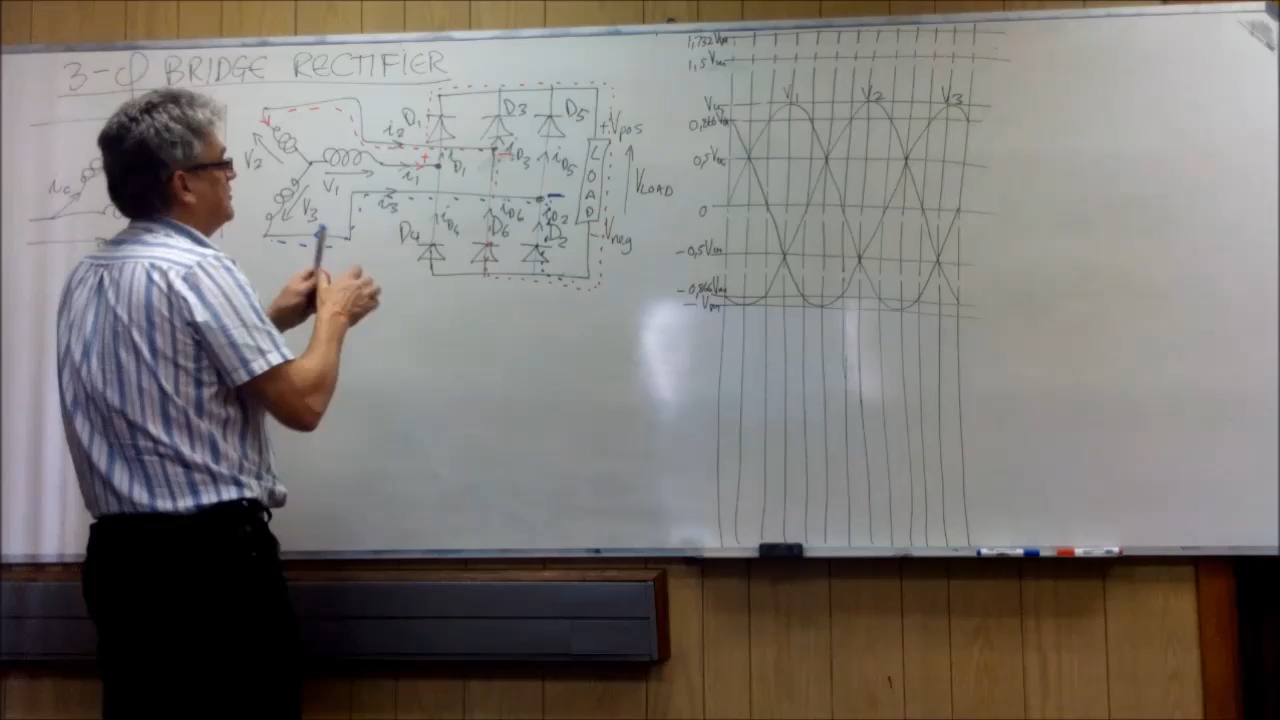 3-φ BRIDGE RECTIFIER
D1
D3
D5
+Vpos
i2
V2
i1
+
iD1
iD3
iD5
LOAD
VLOAD
V1
V3
i3
iD4
iD6
iD2
D4
D6
D2
-Vneg
ic
1,732Vm
1,5Vm
Vm
0,866Vm
0,5Vm
0
-0,5Vm
-0,866Vm
-Vm
V1
V2
V3